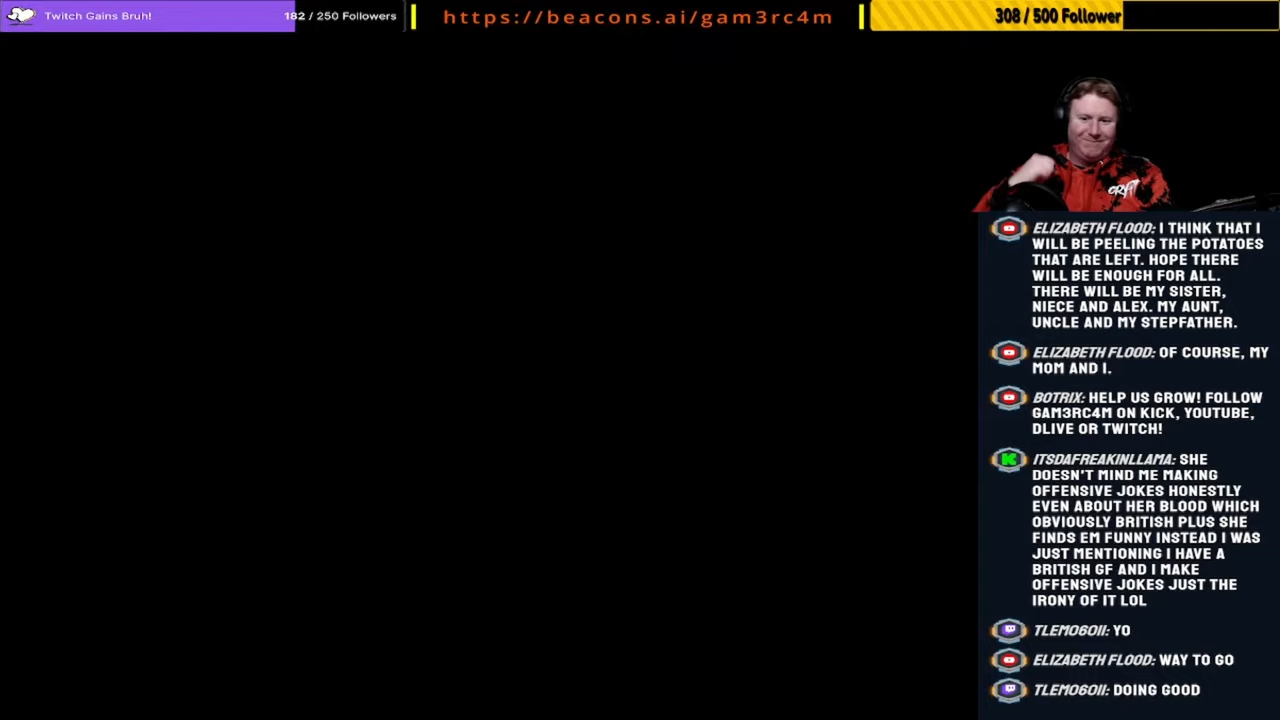 Twitch Gains Bruh!
182 / 250 Followers
https://beacons.ai/gam3rc4m
308 / 500 Follower
CRYPT
ELIZABETH FLOOD: I THINK THAT I
WILL BE PEELING THE POTATOES
THAT ARE LEFT. HOPE THERE
WILL BE ENOUGH FOR ALL.
THERE WILL BE MY SISTER,
NIECE AND ALEX. MY AUNT,
UNCLE AND MY STEPFATHER.
ELIZABETH FLOOD: OF COURSE, MY
MOM AND I.
BOTRIX: HELP US GROW! FOLLOW
GAM3RC4M ON KICK, YOUTUBE,
DLIVE OR TWITCH!
ITSDAFREAKINLLAMA: SHE
DOESN'T MIND ME MAKING
OFFENSIVE JOKES HONESTLY
EVEN ABOUT HER BLOOD WHICH
OBVIOUSLY BRITISH PLUS SHE
FINDS EM FUNNY INSTEAD I WAS
JUST MENTIONING I HAVE A
BRITISH GF AND I MAKE
OFFENSIVE JOKES JUST THE
IRONY OF IT LOL
TLEMO60II: YO
ELIZABETH FLOOD: WAY TO GO
TLEMO60II: DOING GOOD